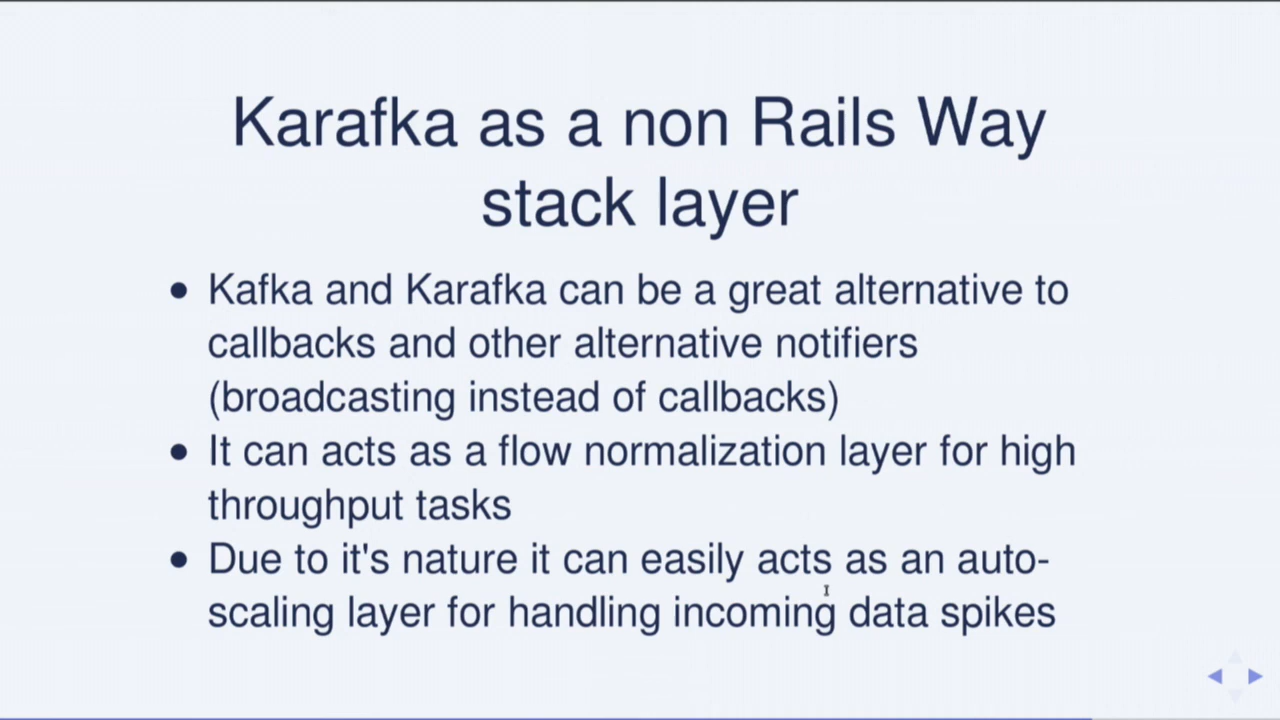 Karafka as a non Rails Way
stack layer
• Kafka and Karafka can be a great alternative to
callbacks and other alternative notifiers
(broadcasting instead of callbacks)
• It can acts as a flow normalization layer for high
throughput tasks
• Due to it's nature it can easily acts as an auto-
scaling layer for handling incoming data spikes